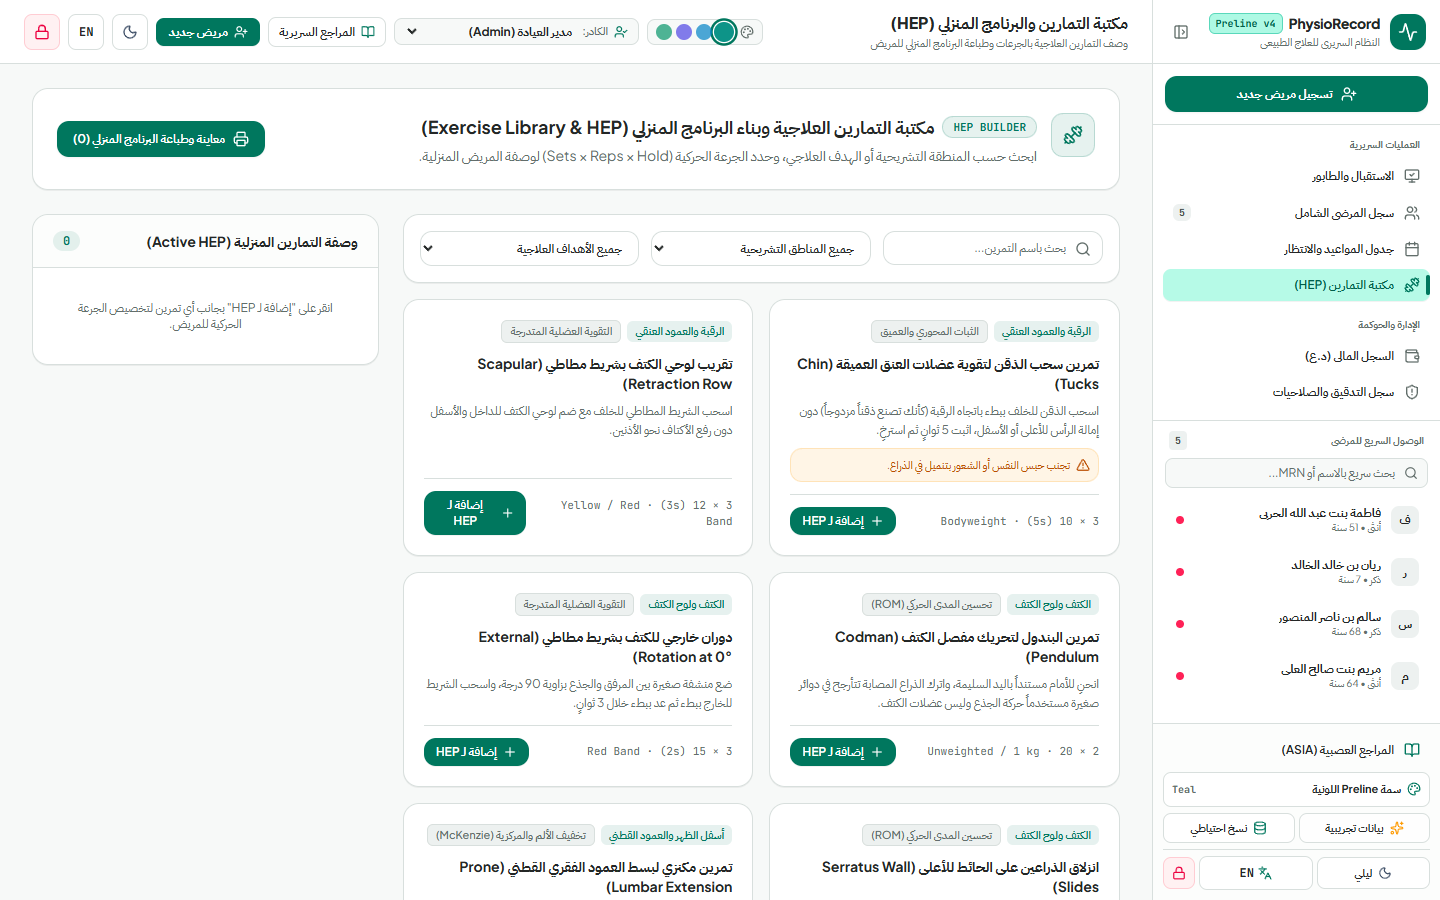 PhysioRecord
Preline v4
النظام السريري للعلاج الطبيعي
مكتبة التمارين والبرنامج المنزلي (HEP)
وصف التمارين العلاجية بالجرعات وطباعة البرنامج المنزلي للمريض
الكادر:
مدير العيادة (Admin)
المراجع السريرية
مريض جديد
EN
تسجيل مريض جديد
العمليات السريرية
الاستقبال والطابور
سجل المرضى الشامل
5
جدول المواعيد والانتظار
مكتبة التمارين (HEP)
الإدارة والحوكمة
السجل المالي (د.ع)
سجل التدقيق والصلاحيات
الوصول السريع للمرضى
5
بحث سريع بالاسم أو MRN...
ف
فاطمة بنت عبد الله الحربي
أنثى • 51 سنة
ر
ريان بن خالد الخالد
ذكر • 7 سنة
س
سالم بن ناصر المنصور
ذكر • 68 سنة
م
مريم بنت صالح العلي
أنثى • 64 سنة
المراجع العصبية (ASIA)
سمة Preline اللونية
Teal
بيانات تجريبية
نسخ احتياطي
ليلي
EN
مكتبة التمارين العلاجية وبناء البرنامج المنزلي (Exercise Library & HEP)
HEP BUILDER
ابحث حسب المنطقة التشريحية أو الهدف العلاجي، وحدد الجرعة الحركية (Sets × Reps × Hold) لوصفة المريض المنزلية.
معاينة وطباعة البرنامج المنزلي (0)
بحث باسم التمرين...
جميع المناطق التشريحية
جميع الأهداف العلاجية
الرقبة والعمود العنقي
الثبات المحوري والعميق
تمرين سحب الذقن لتقوية عضلات العنق العميقة (Chin
Tucks)
اسحب الذقن للخلف ببطء باتجاه الرقبة (كأنك تصنع ذقناً مزدوجاً) دون
إمالة الرأس للأعلى أو الأسفل، اثبت 5 ثوانٍ ثم استرخِ.
تجنب حبس النفس أو الشعور بتنميل في الذراع.
3 × 10 (5s) · Bodyweight
إضافة لـ HEP
الرقبة والعمود العنقي
التقوية العضلية المتدرجة
تقريب لوحي الكتف بشريط مطاطي (Scapular
Retraction Row)
اسحب الشريط المطاطي للخلف مع ضم لوحي الكتف للداخل والأسفل
دون رفع الأكتاف نحو الأذنين.
3 × 12 (3s) · Yellow / Red
Band
إضافة لـ
HEP
الكتف ولوح الكتف
تحسين المدى الحركي (ROM)
تمرين البندول لتحريك مفصل الكتف (Codman
Pendulum)
انحنِ للأمام مستنداً باليد السليمة، واترك الذراع المصابة تتأرجح في دوائر
صغيرة مستخدماً حركة الجذع وليس عضلات الكتف.
2 × 20 · Unweighted / 1 kg
إضافة لـ HEP
الكتف ولوح الكتف
التقوية العضلية المتدرجة
دوران خارجي للكتف بشريط مطاطي (External
Rotation at 0°)
ضع منشفة صغيرة بين المرفق والجذع بزاوية 90 درجة، واسحب الشريط
للخارج ببطء ثم عد ببطء خلال 3 ثوانٍ.
3 × 15 (2s) · Red Band
إضافة لـ HEP
الكتف ولوح الكتف
تحسين المدى الحركي (ROM)
انزلاق الذراعين على الحائط للأعلى (Serratus Wall
Slides)
أسفل الظهر والعمود القطني
تخفيف الألم والمركزية (McKenzie)
تمرين مكنزي لبسط العمود الفقري القطني (Prone
Lumbar Extension)
وصفة التمارين المنزلية (Active HEP)
0
انقر على "إضافة لـ HEP" بجانب أي تمرين لتخصيص الجرعة
الحركية للمريض.